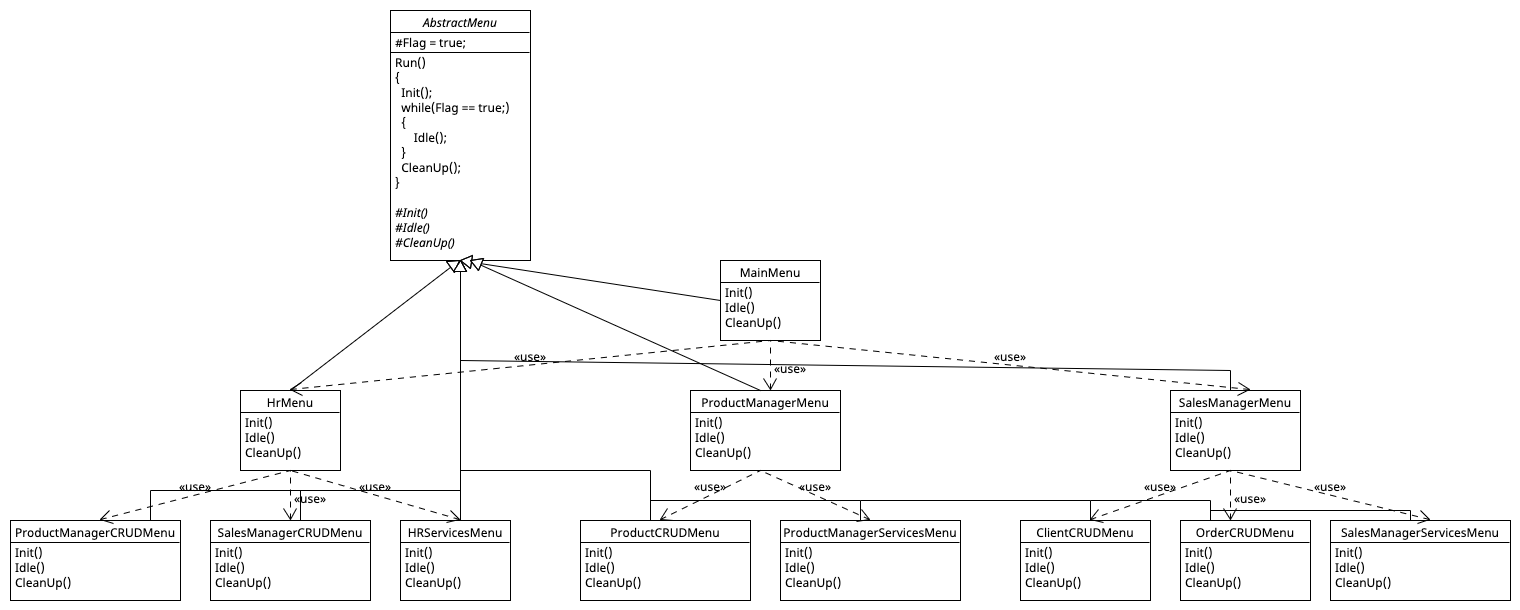 AbstractMenu
#Flag = true;
Run()
{
Init();
while(Flag == true;)
{
Idle();
}
CleanUp();
}
#Init()
#Idle()
#CleanUp()
MainMenu
Init()
Idle()
CleanUp()
«use»
«use»
«use»
HrMenu
Init()
Idle()
CleanUp()
ProductManagerMenu
Init()
Idle()
CleanUp()
SalesManagerMenu
Init()
Idle()
CleanUp()
«use»
«use»
«use»
«use»
«use»
«use»
«use»
«use»
ProductManagerCRUDMenu
Init()
Idle()
CleanUp()
SalesManagerCRUDMenu
Init()
Idle()
CleanUp()
HRServicesMenu
Init()
Idle()
CleanUp()
ProductCRUDMenu
Init()
Idle()
CleanUp()
ProductManagerServicesMenu
Init()
Idle()
CleanUp()
ClientCRUDMenu
Init()
Idle()
CleanUp()
OrderCRUDMenu
Init()
Idle()
CleanUp()
SalesManagerServicesMenu
Init()
Idle()
CleanUp()